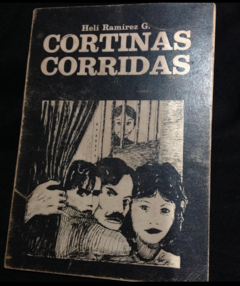 Helí Ramírez G.
CORTINAS
CORRIDAS